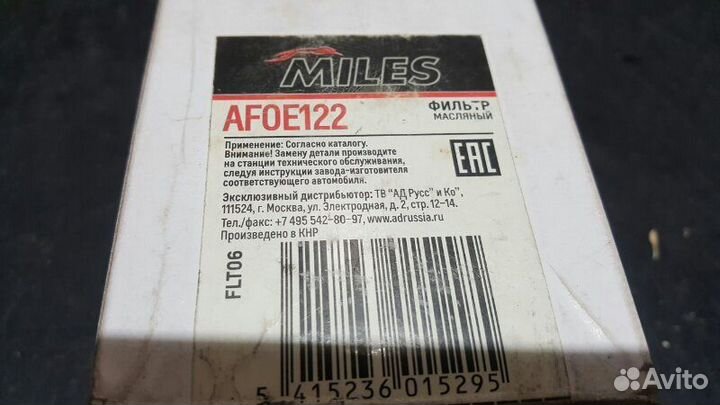 MILES
AFOE122
ФИЛЬТР
МАСЛЯНЫЙ
Применение: Согласно каталогу.
Внимание! Замену детали производите
на станции технического обслуживания,
следуя инструкции завода-изготовителя
соответствующего автомобиля.
EAC
Эксклюзивный дистрибьютор: ТВ "АД Русс и Ко",
111524, г. Москва, ул. Электродная, д. 2, стр. 12-14.
Тел./факс: +7 495 542-80-97, www.adrussia.ru
Произведено в КНР
FLT06
5 415236 015295
Avito